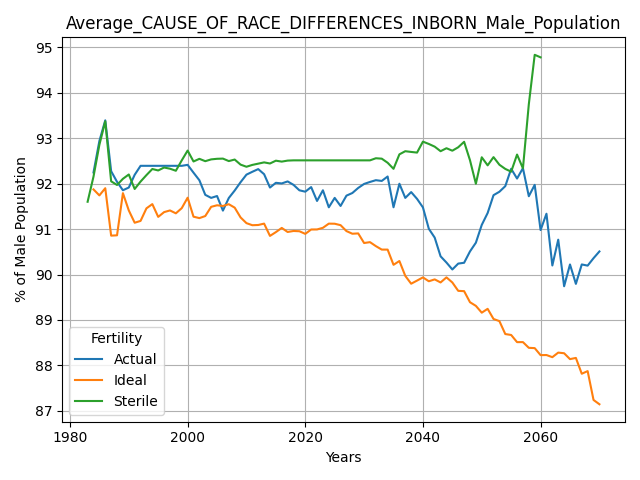 Average_CAUSE_OF_RACE_DIFFERENCES_INBORN_Male_Population
95
94
93
92
91
90
89
88
87
% of Male Population
Fertility
Actual
Ideal
Sterile
1980 2000 2020 2040 2060
Years